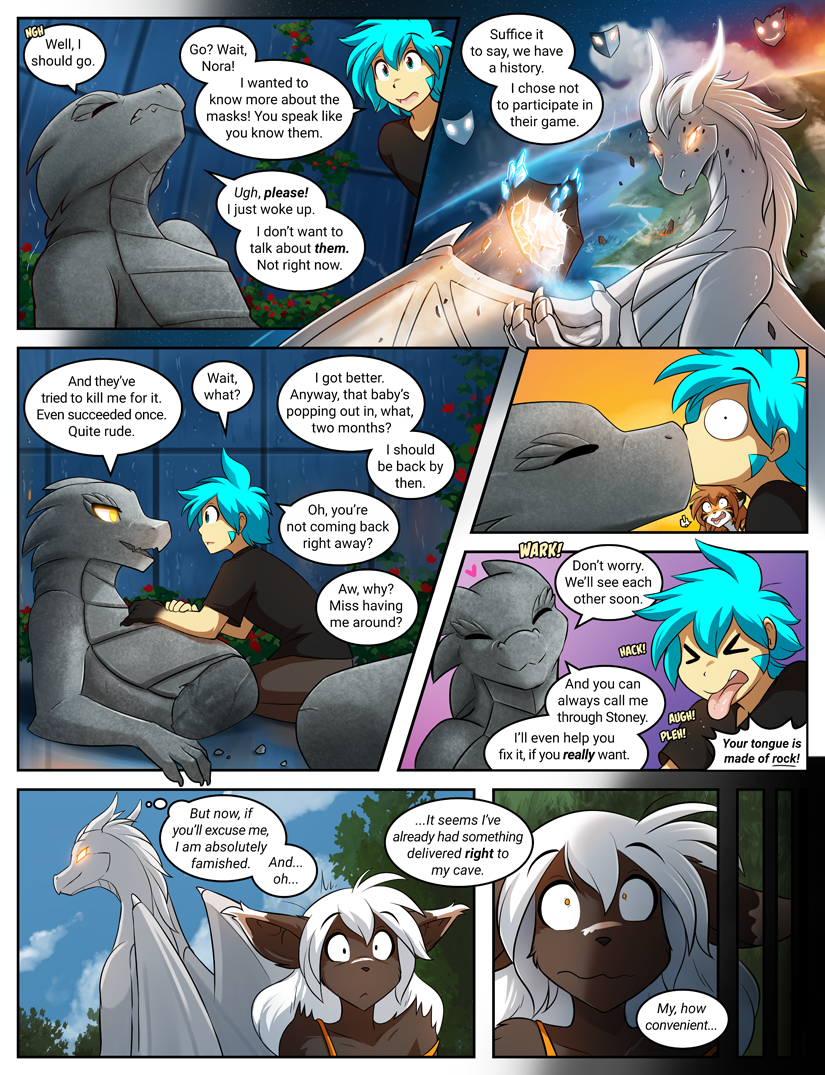 NGH
Well, I
should go.
Go? Wait,
Nora!
I wanted to
know more about the
masks! You speak like
you know them.
Ugh, please!
I just woke up.
I don't want to
talk about them.
Not right now.
Suffice it
to say, we have
a history.
I chose not
to participate in
their game.
And they've
tried to kill me for it.
Even succeeded once.
Quite rude.
Wait,
what?
I got better.
Anyway, that baby's
popping out in, what,
two months?
I should
be back by
then.
Oh, you're
not coming back
right away?
Aw, why?
Miss having
me around?
WARK!
Don't worry.
We'll see each
other soon.
HACK!
And you can
always call me
through Stoney.
I'll even help you
fix it, if you really want.
AUGH!
PLEH!
Your tongue is
made of rock!
But now, if
you'll excuse me,
I am absolutely
famished.
And...
oh...
...It seems I've
already had something
delivered right to
my cave.
My, how
convenient...